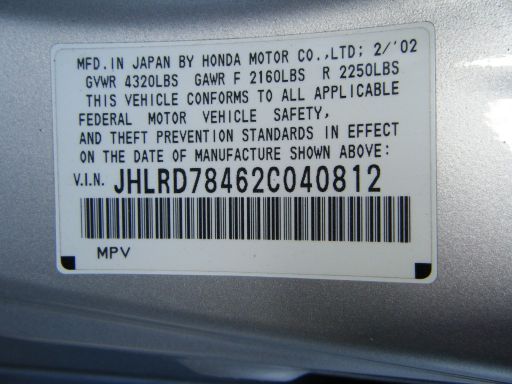 MFD. IN JAPAN BY HONDA MOTOR CO.,LTD; 2/'02
GVWR 4320LBS GAWR F 2160LBS R 2250LBS
THIS VEHICLE CONFORMS TO ALL APPLICABLE
FEDERAL MOTOR VEHICLE SAFETY,
AND THEFT PREVENTION STANDARDS IN EFFECT
ON THE DATE OF MANUFACTURE SHOWN ABOVE:
V.I.N. JHLRD78462C040812
MPV